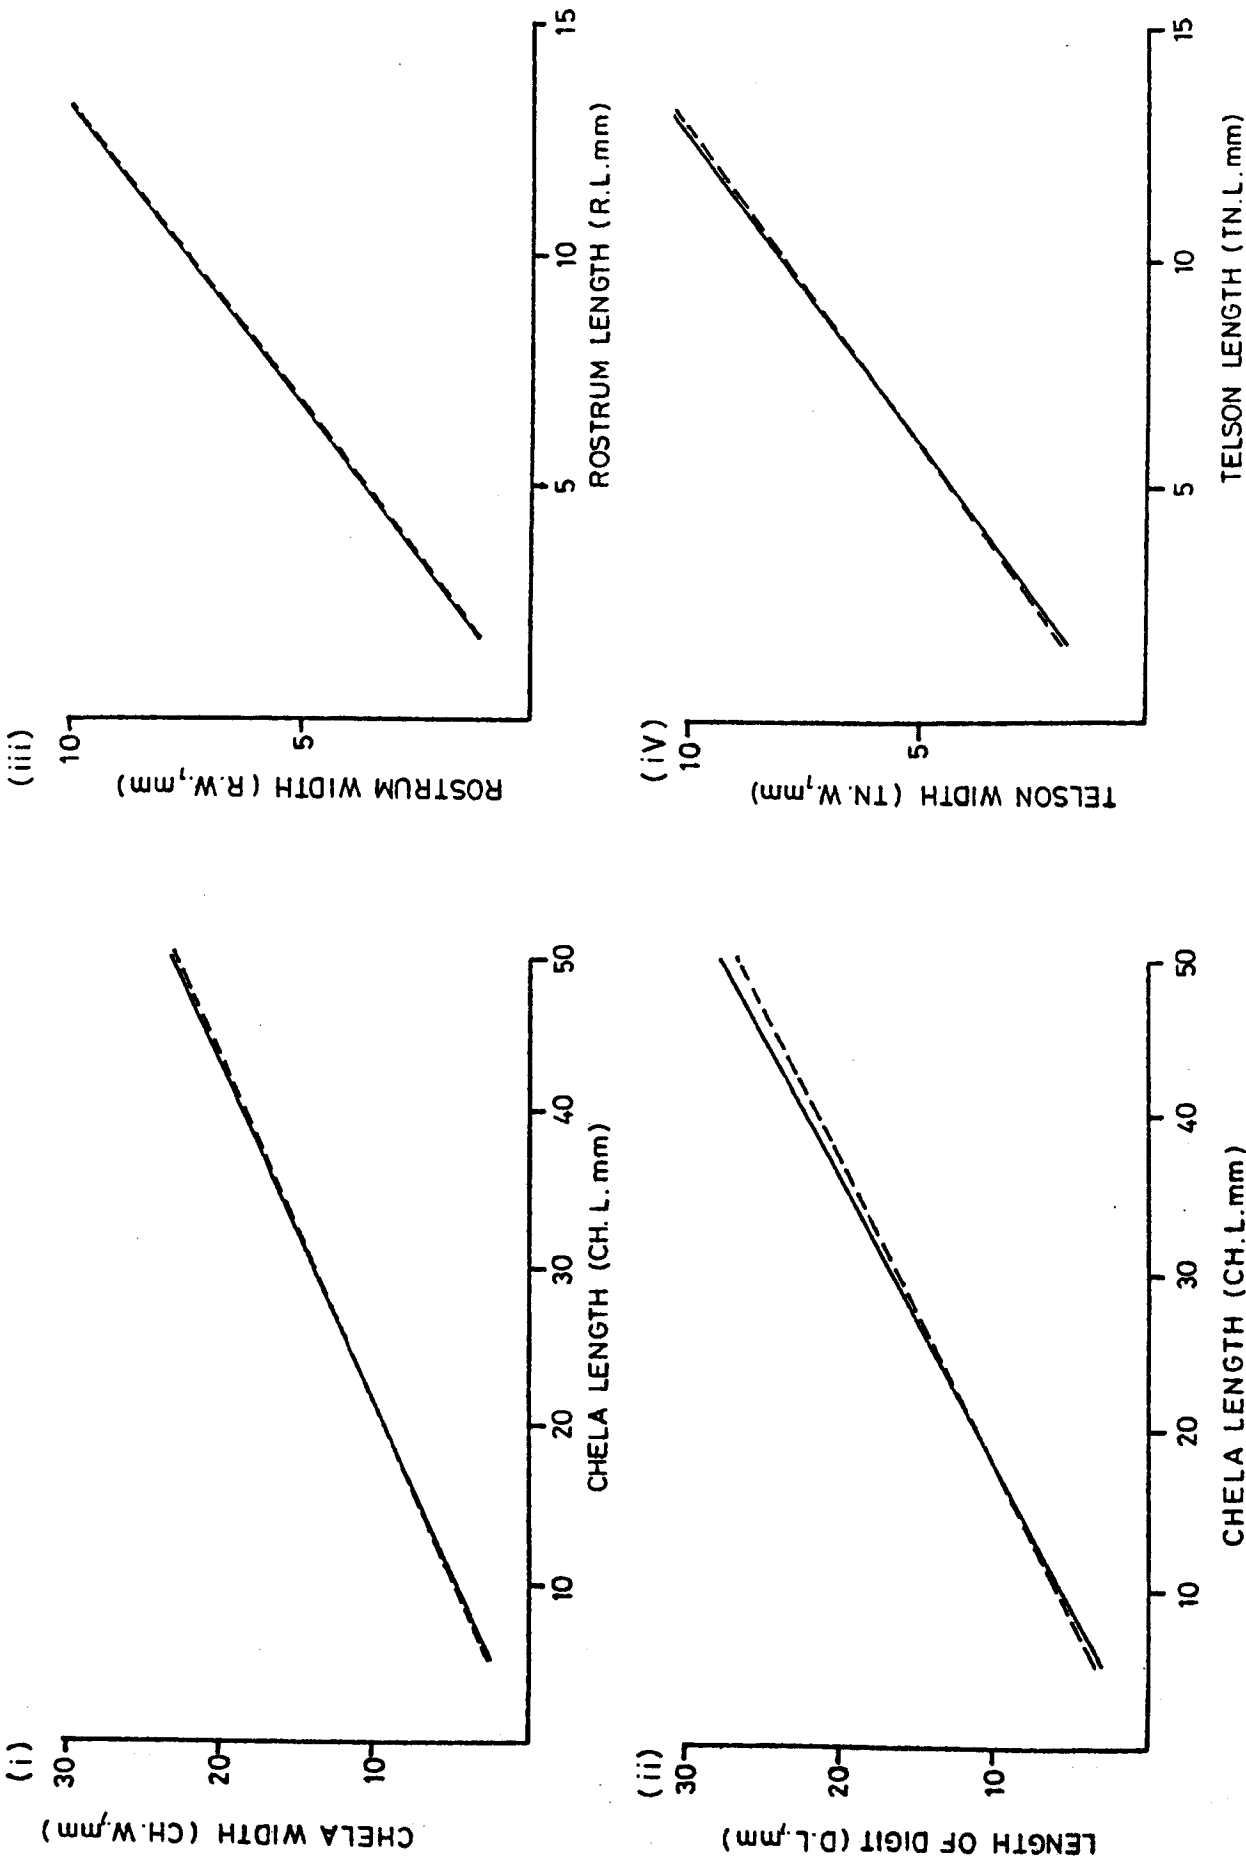 (i)
30
20
10
CHELA WIDTH (CH.W,mm)
10
20
30
40
50
CHELA LENGTH (CH.L.mm)
(iii)
10
5
ROSTRUM WIDTH (R.W,mm)
5
10
15
ROSTRUM LENGTH (R.L.mm)
(ii)
30
20
10
LENGTH OF DIGIT (D.L,mm)
10
20
30
40
50
CHELA LENGTH (CH.L.mm)
(iV)
10
5
TELSON WIDTH (TN.W,mm)
5
10
15
TELSON LENGTH (TN.L.mm)